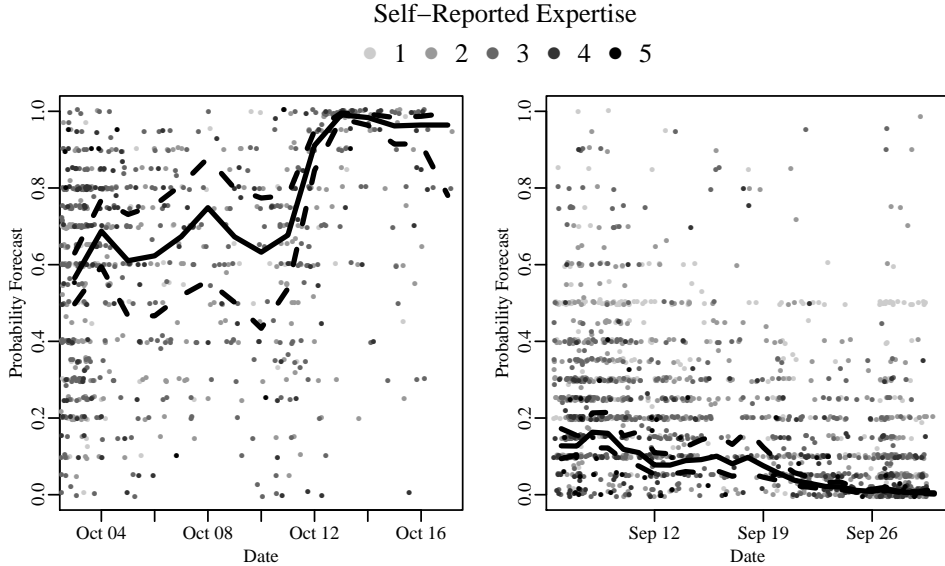 Self−Reported Expertise
1 2 3 4 5
Probability Forecast
1.0
0.8
0.6
0.4
0.2
0.0
Oct 04 Oct 08 Oct 12 Oct 16
Date
Probability Forecast
1.0
0.8
0.6
0.4
0.2
0.0
Sep 12 Sep 19 Sep 26
Date